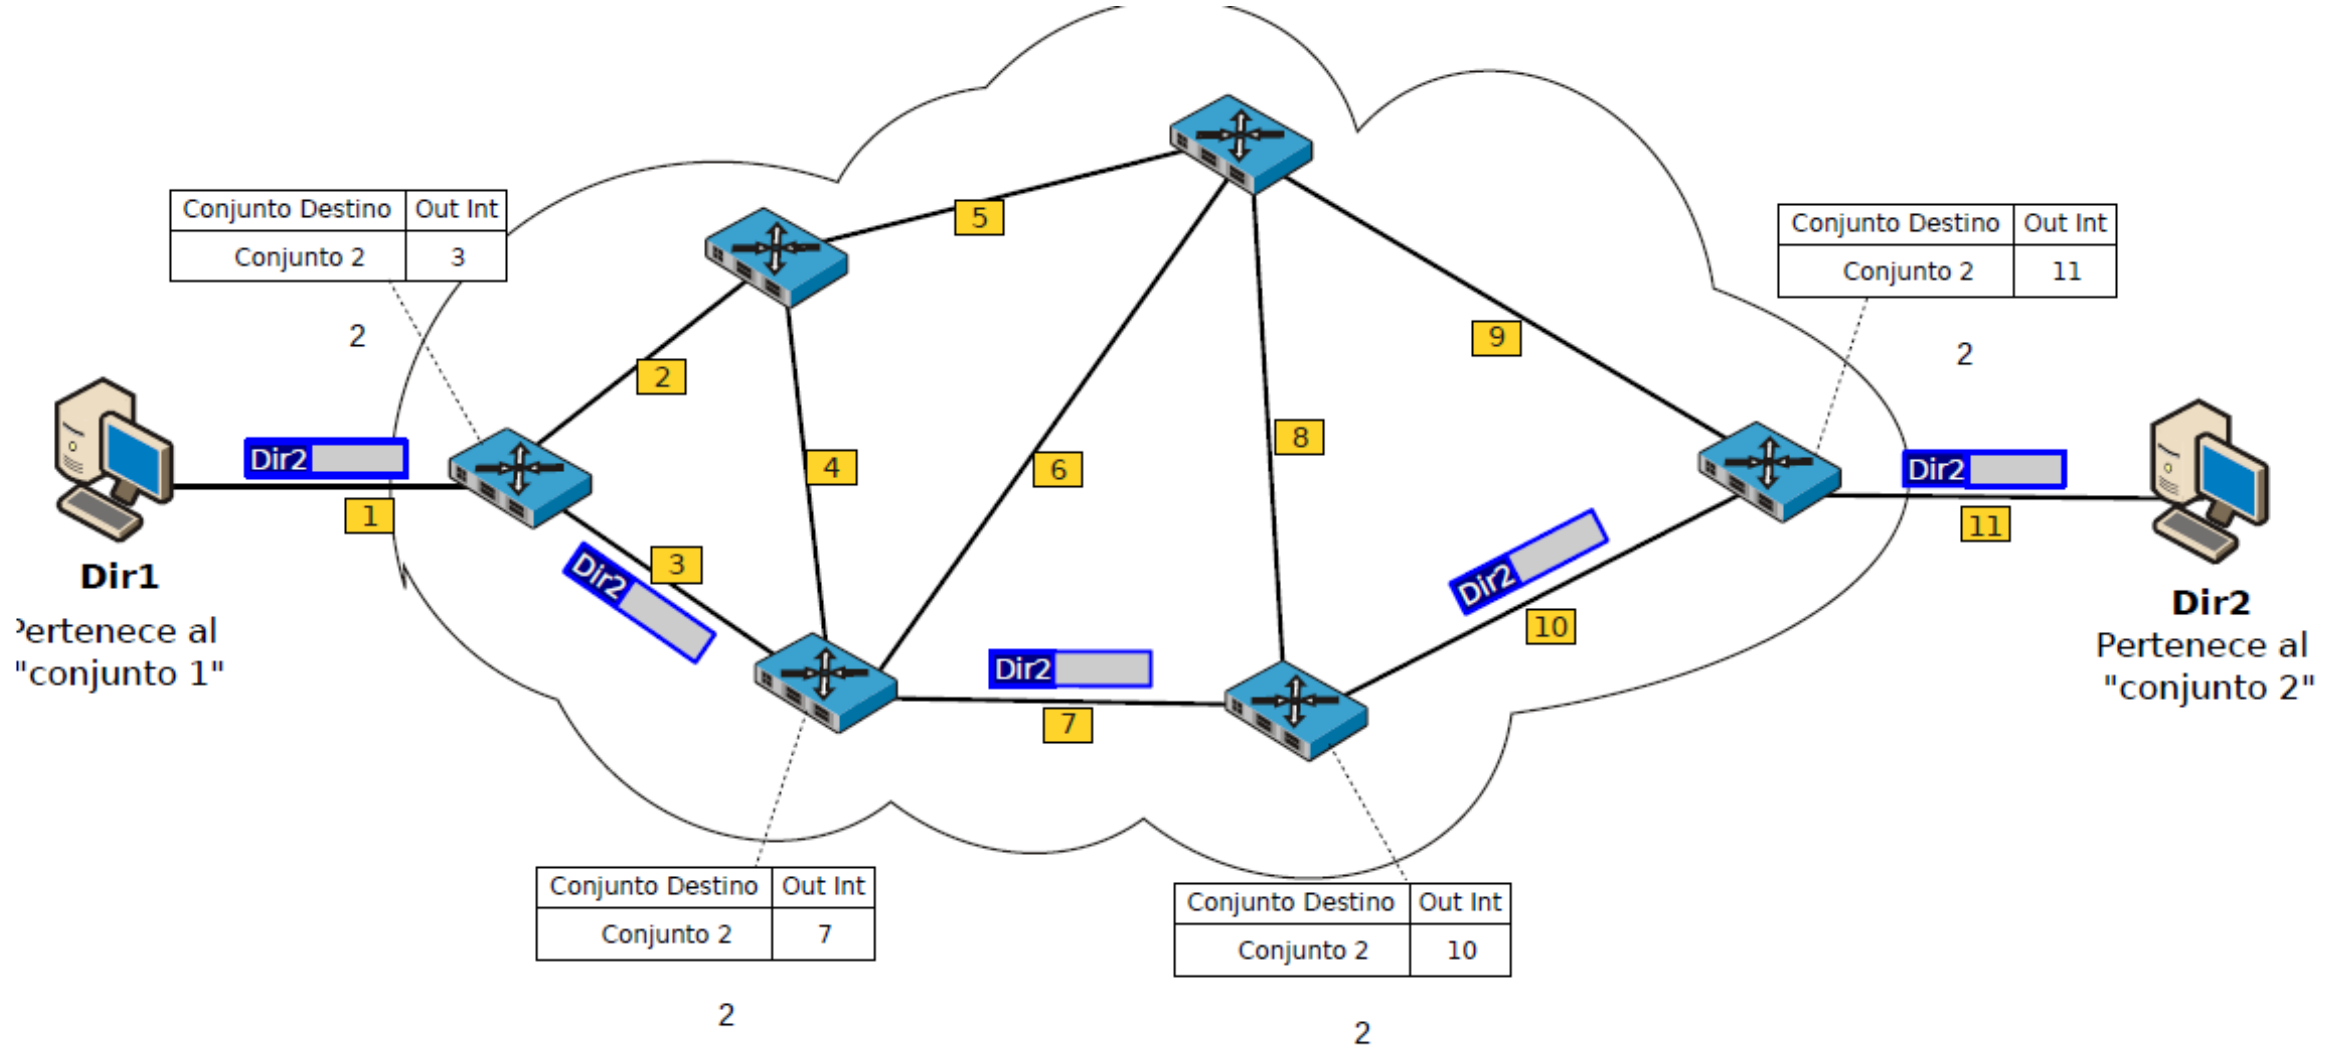 Conjunto Destino Out Int
Conjunto 2 3
2
Conjunto Destino Out Int
Conjunto 2 11
2
5
9
2
8
4
6
Dir2
1
Dir2
11
3
Dir2
Dir2
10
Dir2
7
Dir1
Pertenece al
"conjunto 1"
Dir2
Pertenece al
"conjunto 2"
Conjunto Destino Out Int
Conjunto 2 7
2
Conjunto Destino Out Int
Conjunto 2 10
2